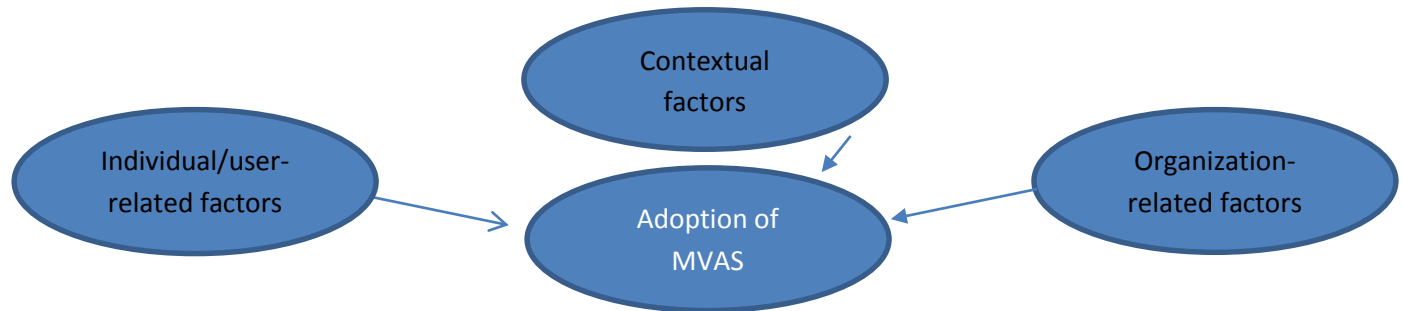 Contextual
factors
Individual/user-
related factors
Organization-
related factors
Adoption of
MVAS